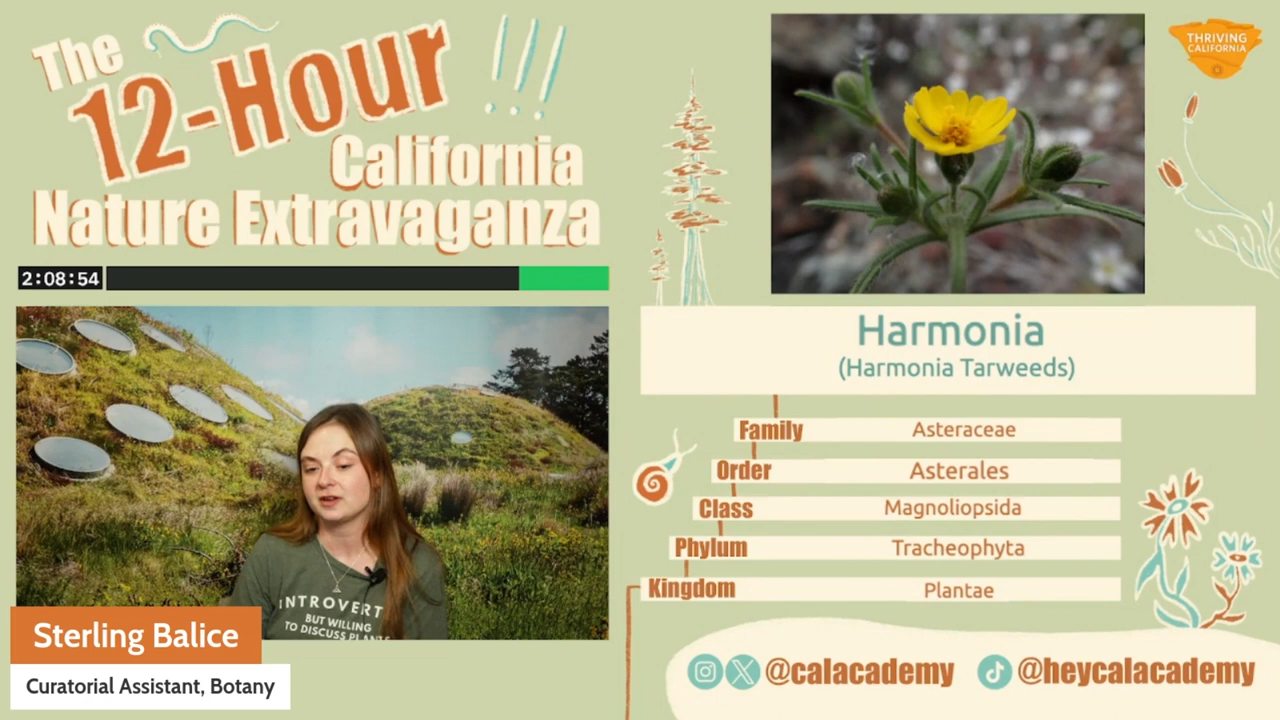 The
12-Hour
!!!
California
Nature Extravaganza
2:08:54
INTROVERT
BUT WILLING
TO DISCUSS PLANTS
Sterling Balice
Curatorial Assistant, Botany
THRIVING
CALIFORNIA
Harmonia
(Harmonia Tarweeds)
Family Asteraceae
Order Asterales
Class Magnoliopsida
Phylum Tracheophyta
Kingdom Plantae
@calacademy @heycalacademy